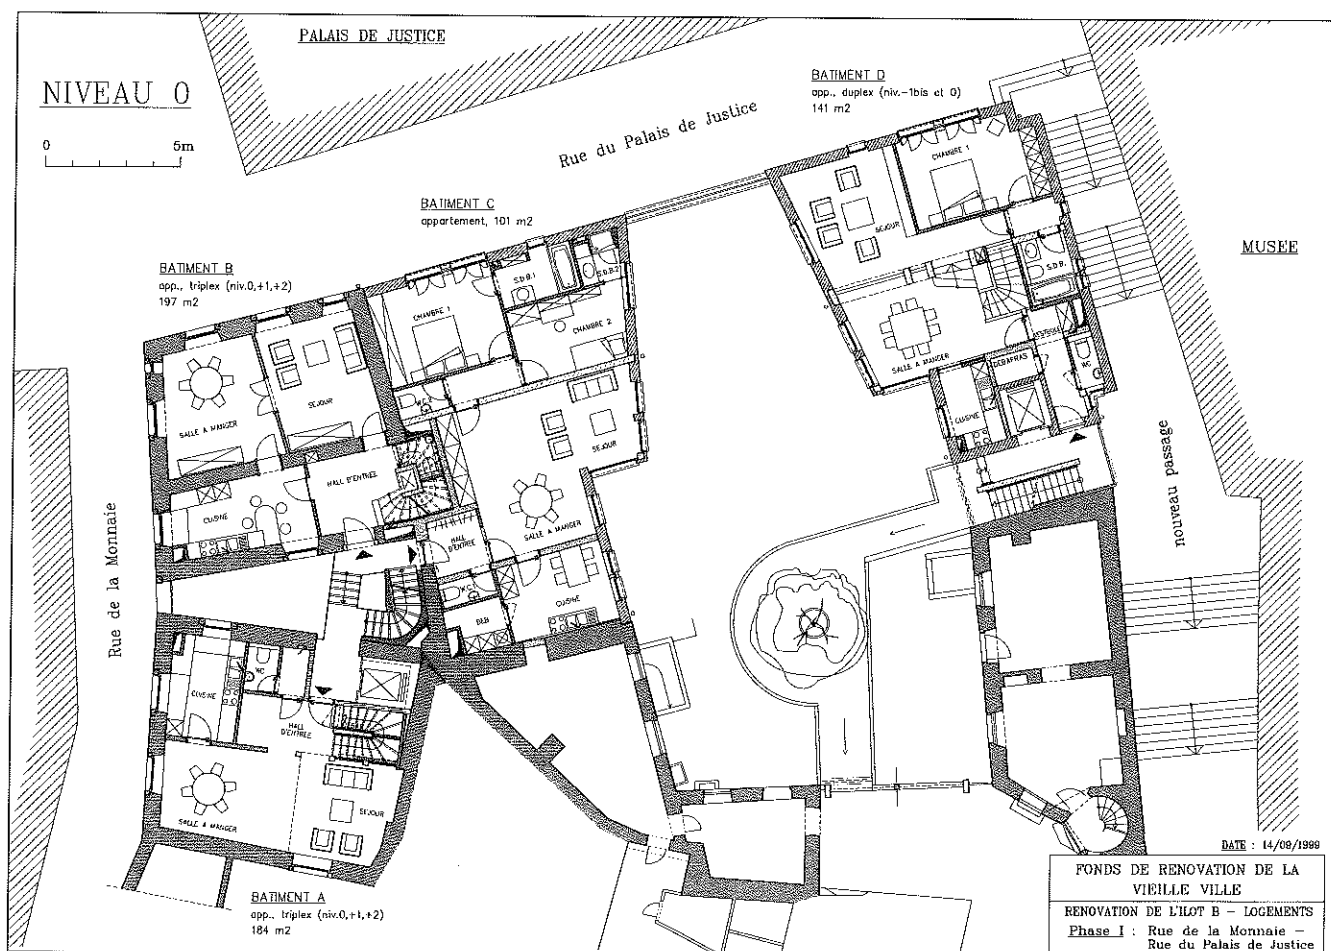 PALAIS DE JUSTICE
NIVEAU 0
0 5m
BATIMENT D
app., duplex (niv.-1bis et 0)
141 m2
Rue du Palais de Justice
MUSEE
BATIMENT C
appartement, 101 m2
BATIMENT B
app., triplex (niv.0,+1,+2)
197 m2
CHAMBRE 1
SEJOUR
S.D.B.
SALLE A MANGER
VESTIBULE
DEBARRAS
WC
CUISINE
S.D.B.1
S.D.B.2
CHAMBRE 1
CHAMBRE 2
SEJOUR
SALLE A MANGER
HALL
D'ENTREE
CUISINE
DEB
SALLE A MANGER
SEJOUR
CUISINE
HALL D'ENTREE
Rue de la Monnaie
nouveau passage
CUISINE
WC
HALL
D'ENTREE
SALLE A MANGER
SEJOUR
BATIMENT A
app., triplex (niv.0,+1,+2)
184 m2
DATE : 14/09/1999
FONDS DE RENOVATION DE LA
VIEILLE VILLE
RENOVATION DE L'ILOT B - LOGEMENTS
Phase I : Rue de la Monnaie -
Rue du Palais de Justice